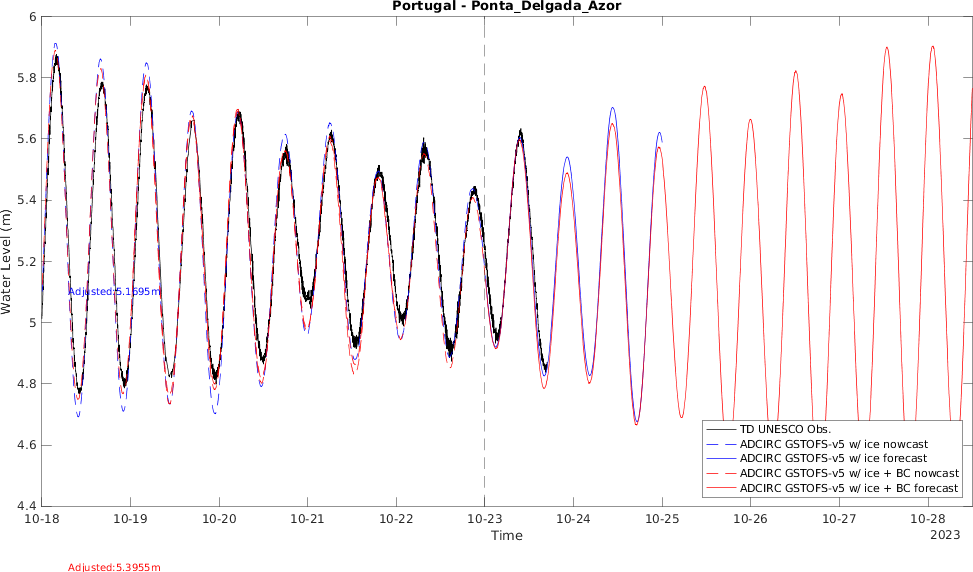 Portugal - Ponta_Delgada_Azor
6
5.8
5.6
5.4
5.2
5
4.8
4.6
4.4
Water Level (m)
Adjusted:5.1695m
TD UNESCO Obs.
ADCIRC GSTOFS-v5 w/ ice nowcast
ADCIRC GSTOFS-v5 w/ ice forecast
ADCIRC GSTOFS-v5 w/ ice + BC nowcast
ADCIRC GSTOFS-v5 w/ ice + BC forecast
10-18 10-19 10-20 10-21 10-22 10-23 10-24 10-25 10-26 10-27 10-28
Time
2023
Adjusted:5.3955m